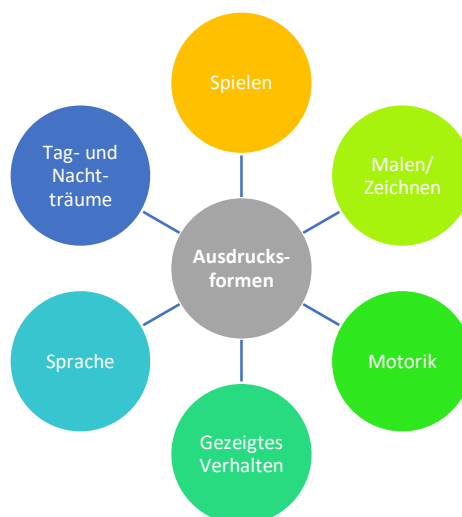 Spielen
Tag- und
Nacht-
träume
Malen/
Zeichnen
Ausdrucks-
formen
Sprache
Motorik
Gezeigtes
Verhalten